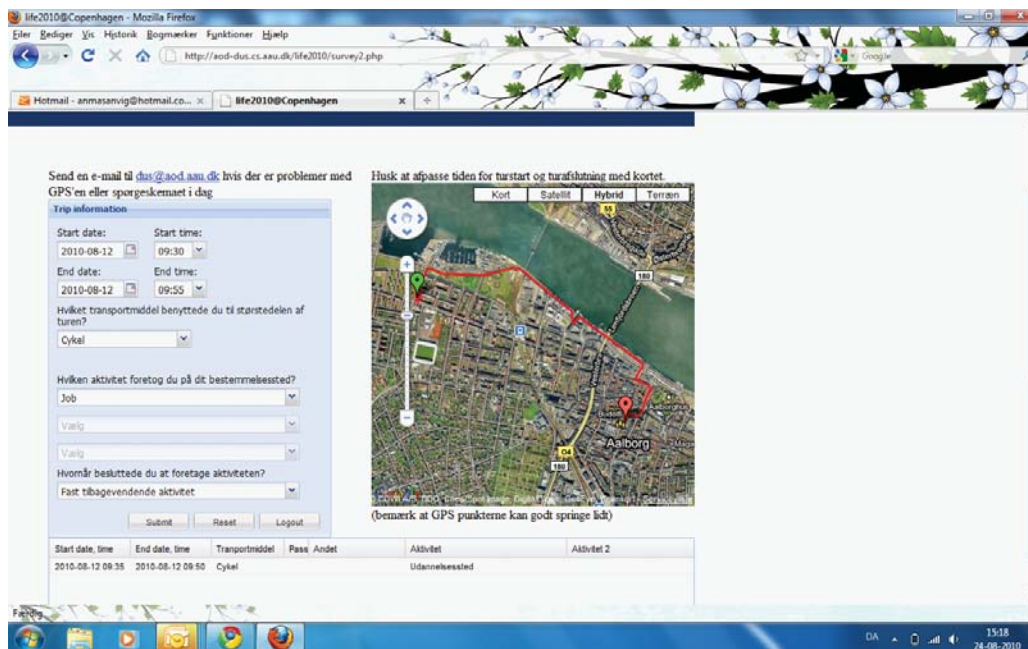 life2010@Copenhagen - Mozilla Firefox
Filer Rediger Vis Historik Bogmærker Funktioner Hjælp
http://aod-dus.cs.aau.dk/life2010/survey2.php
Google
Hotmail - anmasanvig@hotmail.co...
life2010@Copenhagen
Send en e-mail til dus@aod.aau.dk hvis der er problemer med
GPS'en eller spørgeskemaet i dag
Trip information
Start date: Start time:
2010-08-12 09:30
End date: End time:
2010-08-12 09:55
Hvilket transportmiddel benyttede du til størstedelen af
turen?
Cykel
Hvilken aktivitet foretog du på dit bestemmelsessted?
Job
Vælg
Vælg
Hvornår besluttede du at foretage aktiviteten?
Fast tilbagevendende aktivitet
Submit Reset Logout
Husk at afpasse tiden for turstart og turafslutning med kortet.
Kort Satellit Hybrid Terræn
55
180
Aalborg
O4
180
(bemærk at GPS punkterne kan godt springe lidt)
Start date, time End date, time Tranportmiddel Pass Andet Aktivitet Aktivitet 2
2010-08-12 09:35 2010-08-12 09:50 Cykel Udannelsessted
Færdig
DA
15:18
24-08-2010